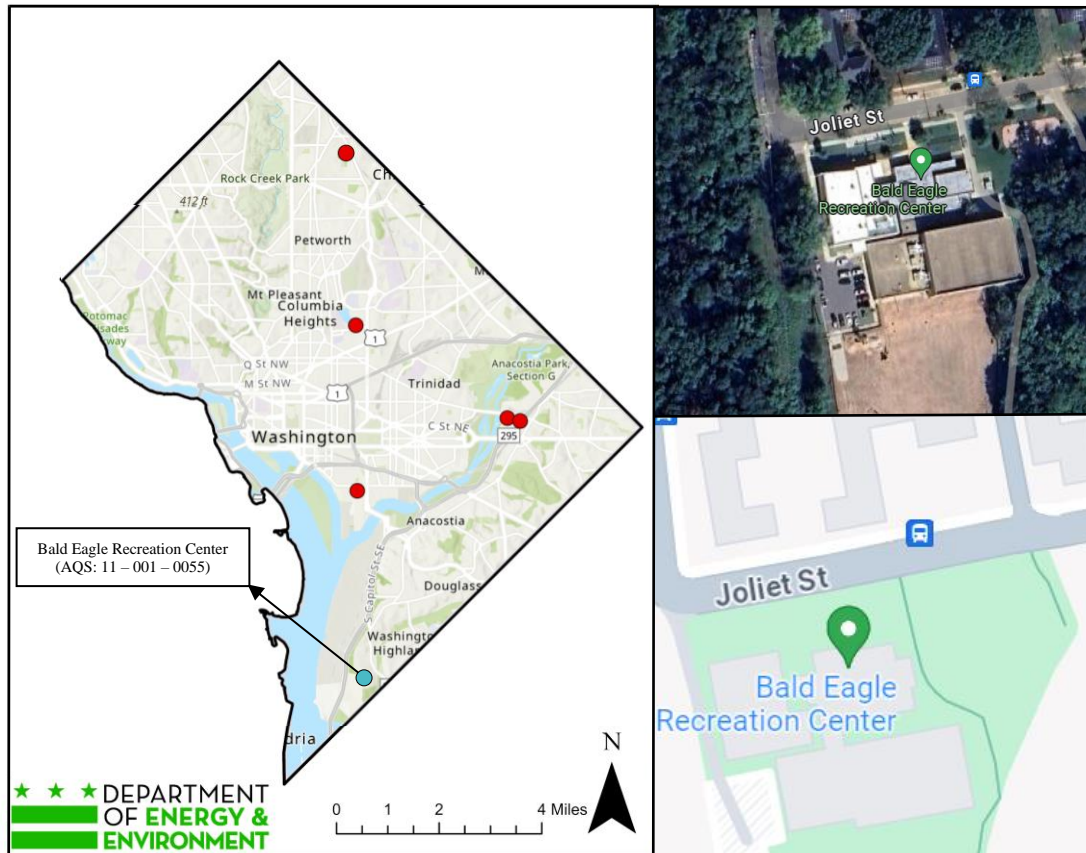 Rock Creek Park
Ch
412 ft
Petworth
Mt Pleasant
Columbia
Heights
1
Potomac
Q St NW
M St NW
1
Trinidad
Anacostia Park,
Section G
C St NE
Washington
295
Anacostia
S Capitol St SE
Douglass
Washington
Bald Eagle Recreation Center
(AQS: 11 – 001 – 0055)
dria
N
0 2 4 Miles
DEPARTMENT
OF ENERGY &
ENVIRONMENT
Joliet St
Bald Eagle
Recreation Center
Joliet St
Bald Eagle
Recreation Center